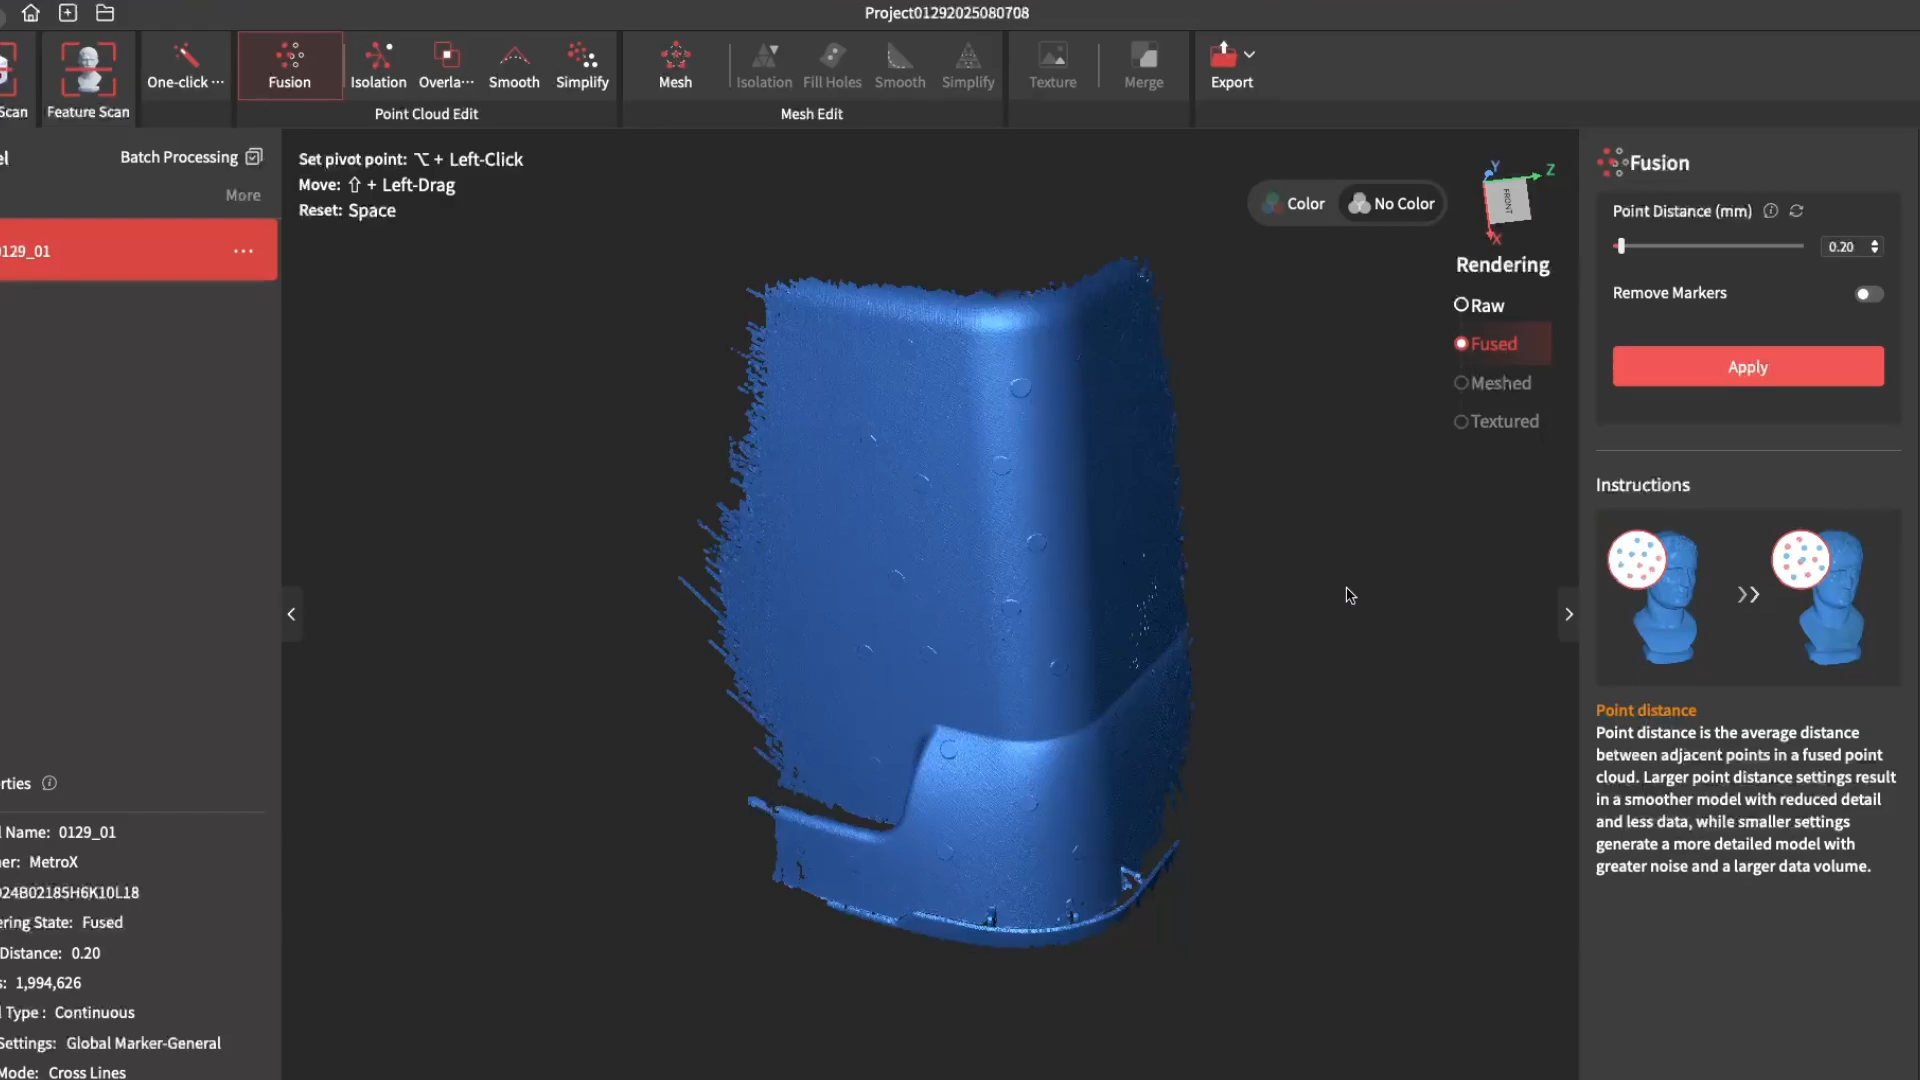 Project01292025080708
Scan
Feature Scan
One-click ···
Fusion
Isolation
Overla···
Smooth
Simplify
Point Cloud Edit
Mesh
Isolation
Fill Holes
Smooth
Simplify
Mesh Edit
Texture
Merge
Export
el
Batch Processing
More
0129_01
···
rties
l Name: 0129_01
er: MetroX
024B02185H6K10L18
ering State: Fused
Distance: 0.20
s: 1,994,626
l Type : Continuous
Settings: Global Marker-General
Mode: Cross Lines
Set pivot point: ⌥ + Left-Click
Move: ⇧ + Left-Drag
Reset: Space
Color
No Color
Y
Z
X
FRONT
Rendering
Raw
Fused
Meshed
Textured
Fusion
Point Distance (mm)
0.20
Remove Markers
Apply
Instructions
Point distance
Point distance is the average distance
between adjacent points in a fused point
cloud. Larger point distance settings result
in a smoother model with reduced detail
and less data, while smaller settings
generate a more detailed model with
greater noise and a larger data volume.